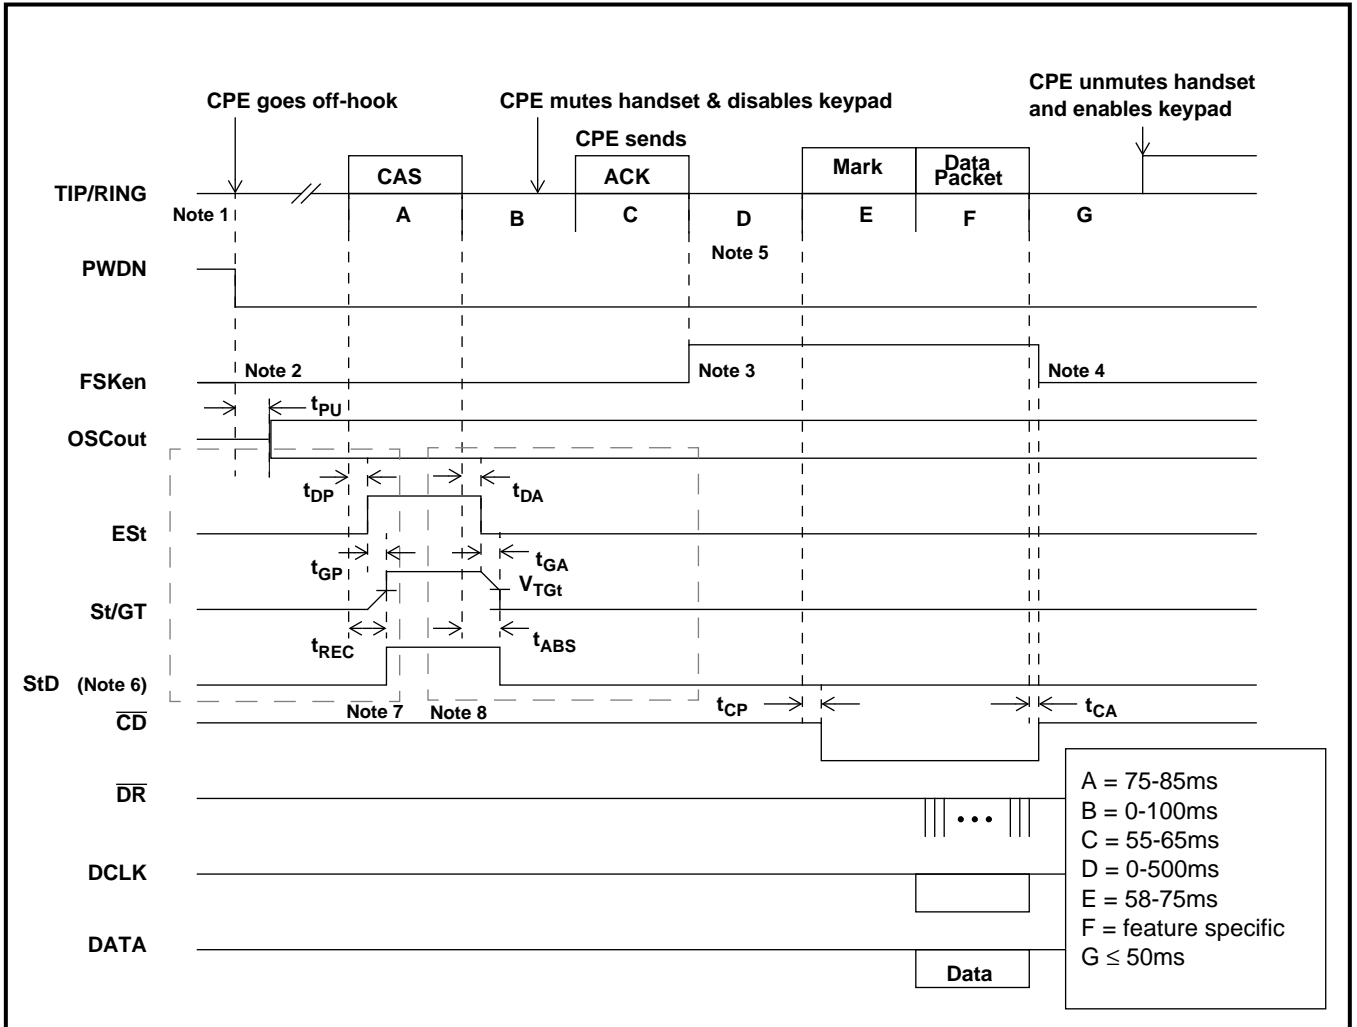 CPE unmutes handset
and enables keypad
CPE goes off-hook
CPE mutes handset & disables keypad
CPE sends
CAS
ACK
Mark
Data
Packet
TIP/RING
Note 1
A
B
C
D
E
F
G
Note 5
PWDN
Note 2
Note 3
Note 4
FSKen
tPU
OSCout
tDP
tDA
ESt
tGP
tGA
VTGt
St/GT
tREC
tABS
StD (Note 6)
Note 7
Note 8
tCP
tCA
CD
DR
• • •
DCLK
DATA
Data
A = 75-85ms
B = 0-100ms
C = 55-65ms
D = 0-500ms
E = 58-75ms
F = feature specific
G ≤ 50ms